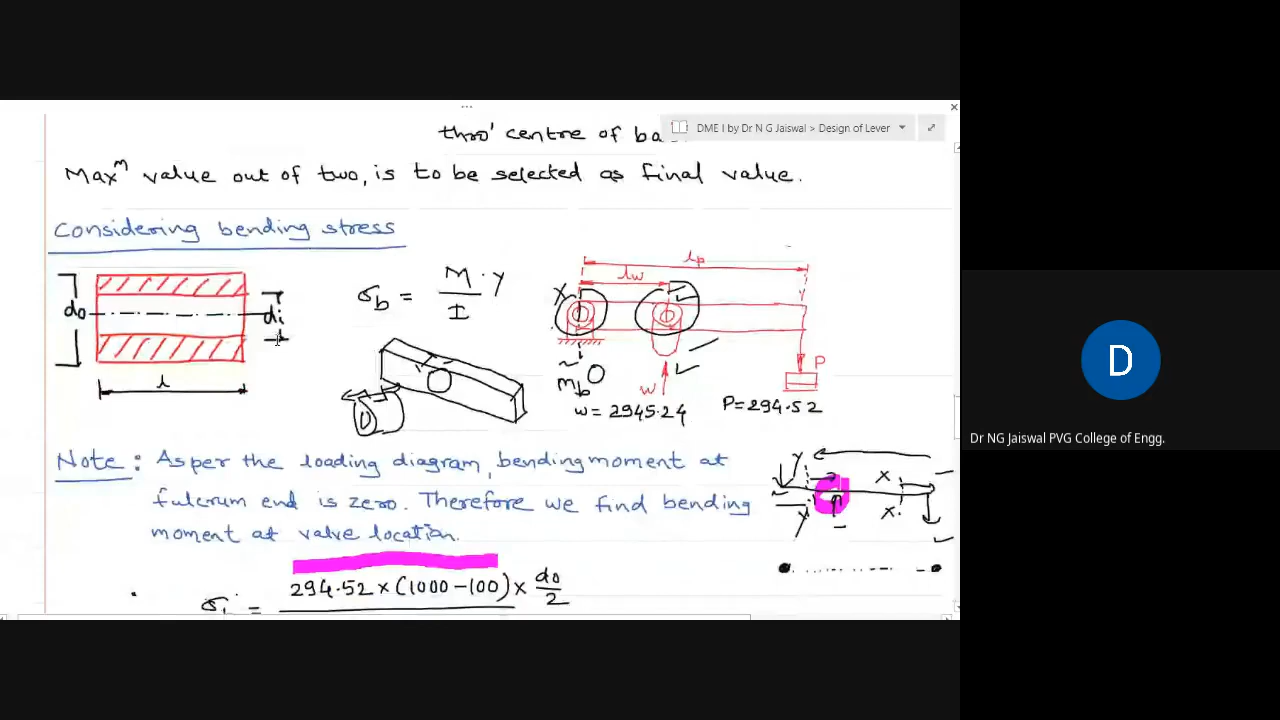 thro' centre of ba
DME I by Dr N G Jaiswal > Design of Lever
Maxᵐ value out of two, is to be selected as final value.
Considering bending stress
do
di
l
σb = M.y / I
lp
lw
X
Mb
W
P
w = 2945.24
P=294.52
Note: As per the loading diagram, bending moment at
fulcrum end is zero. Therefore we find bending
moment at valve location.
Y
X
Y
X
294.52 × (1000 - 100) × do/2
D
Dr NG Jaiswal PVG College of Engg.